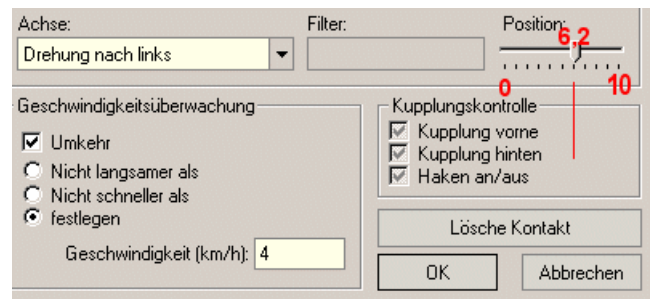 Achse:
Filter:
Position:
6,2
Drehung nach links
0
10
Geschwindigkeitsüberwachung
Umkehr
Nicht langsamer als
Nicht schneller als
festlegen
Geschwindigkeit (km/h): 4
Kupplungskontrolle
Kupplung vorne
Kupplung hinten
Haken an/aus
Lösche Kontakt
OK
Abbrechen